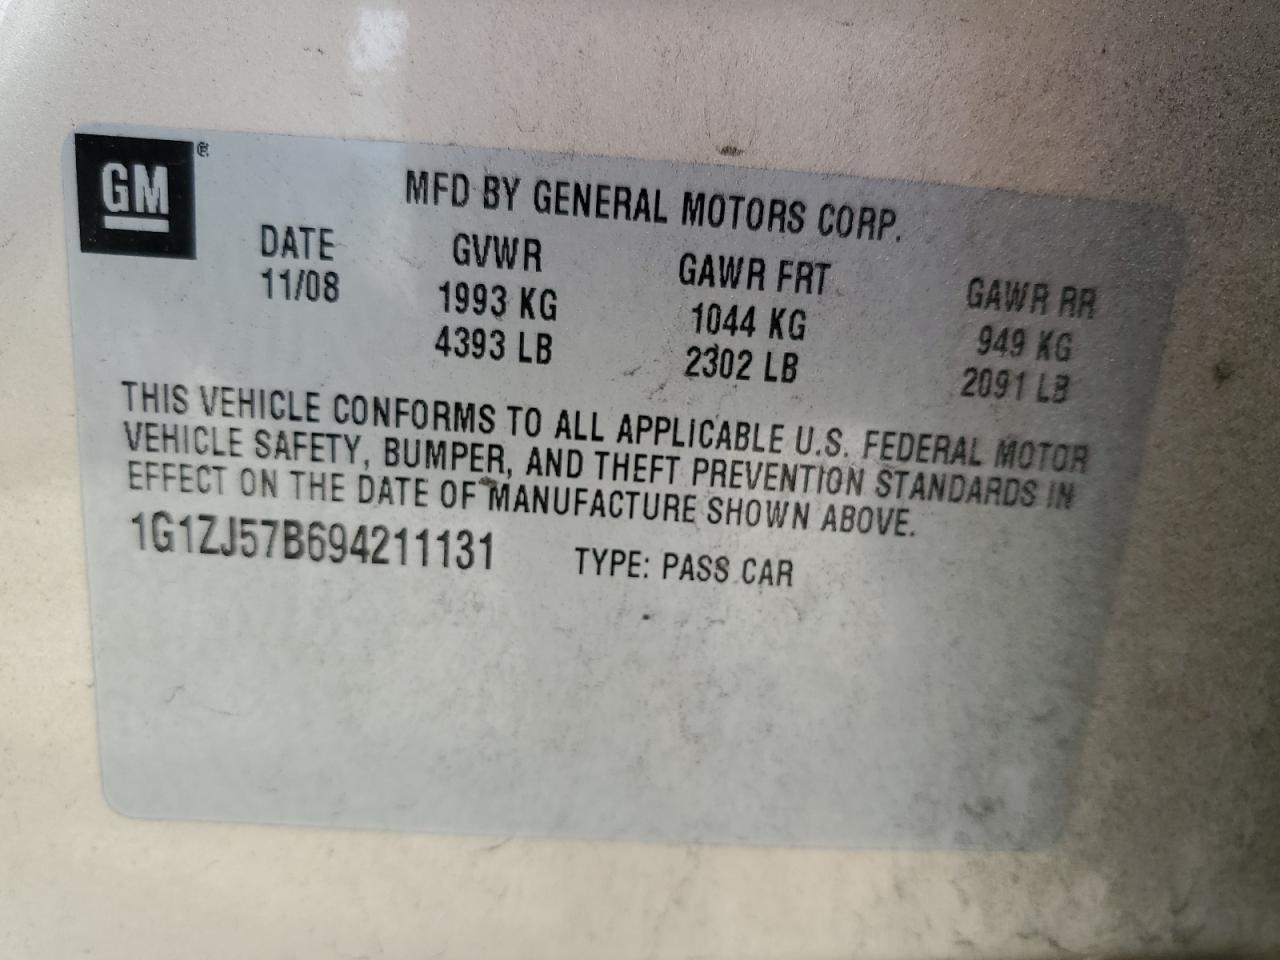 GM ®
MFD BY GENERAL MOTORS CORP.
DATE GVWR GAWR FRT GAWR RR
11/08 1993 KG 1044 KG 949 KG
4393 LB 2302 LB 2091 LB
THIS VEHICLE CONFORMS TO ALL APPLICABLE U.S. FEDERAL MOTOR
VEHICLE SAFETY, BUMPER, AND THEFT PREVENTION STANDARDS IN
EFFECT ON THE DATE OF MANUFACTURE SHOWN ABOVE.
1G1ZJ57B694211131 TYPE: PASS CAR